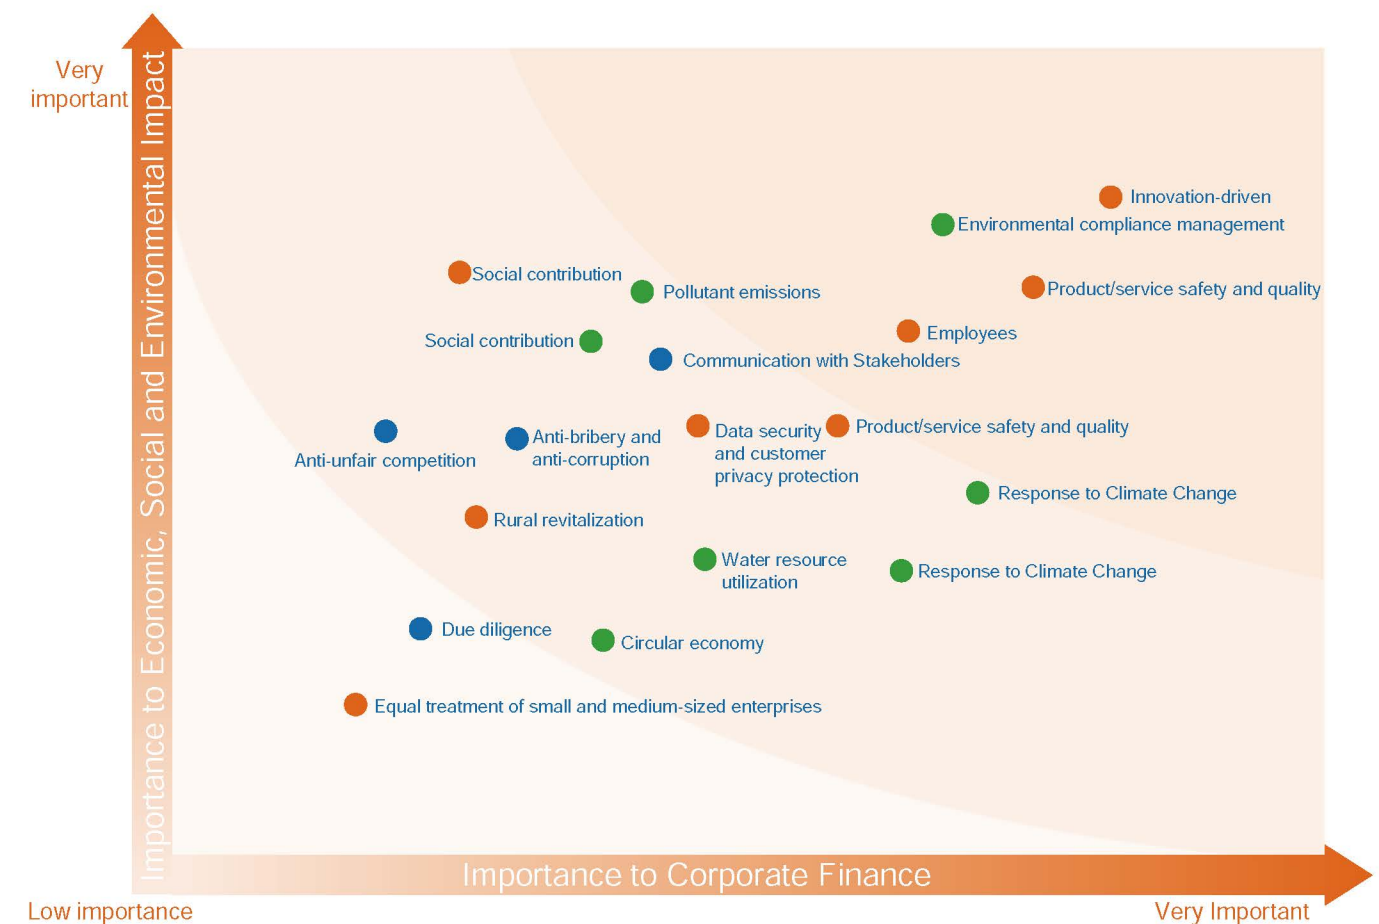 Very
important
Importance to Economic, Social and Environmental Impact
Innovation-driven
Environmental compliance management
Social contribution
Pollutant emissions
Product/service safety and quality
Employees
Social contribution
Communication with Stakeholders
Anti-unfair competition
Anti-bribery and
anti-corruption
Data security
and customer
privacy protection
Product/service safety and quality
Response to Climate Change
Rural revitalization
Water resource
utilization
Response to Climate Change
Due diligence
Circular economy
Equal treatment of small and medium-sized enterprises
Importance to Corporate Finance
Low importance
Very Important